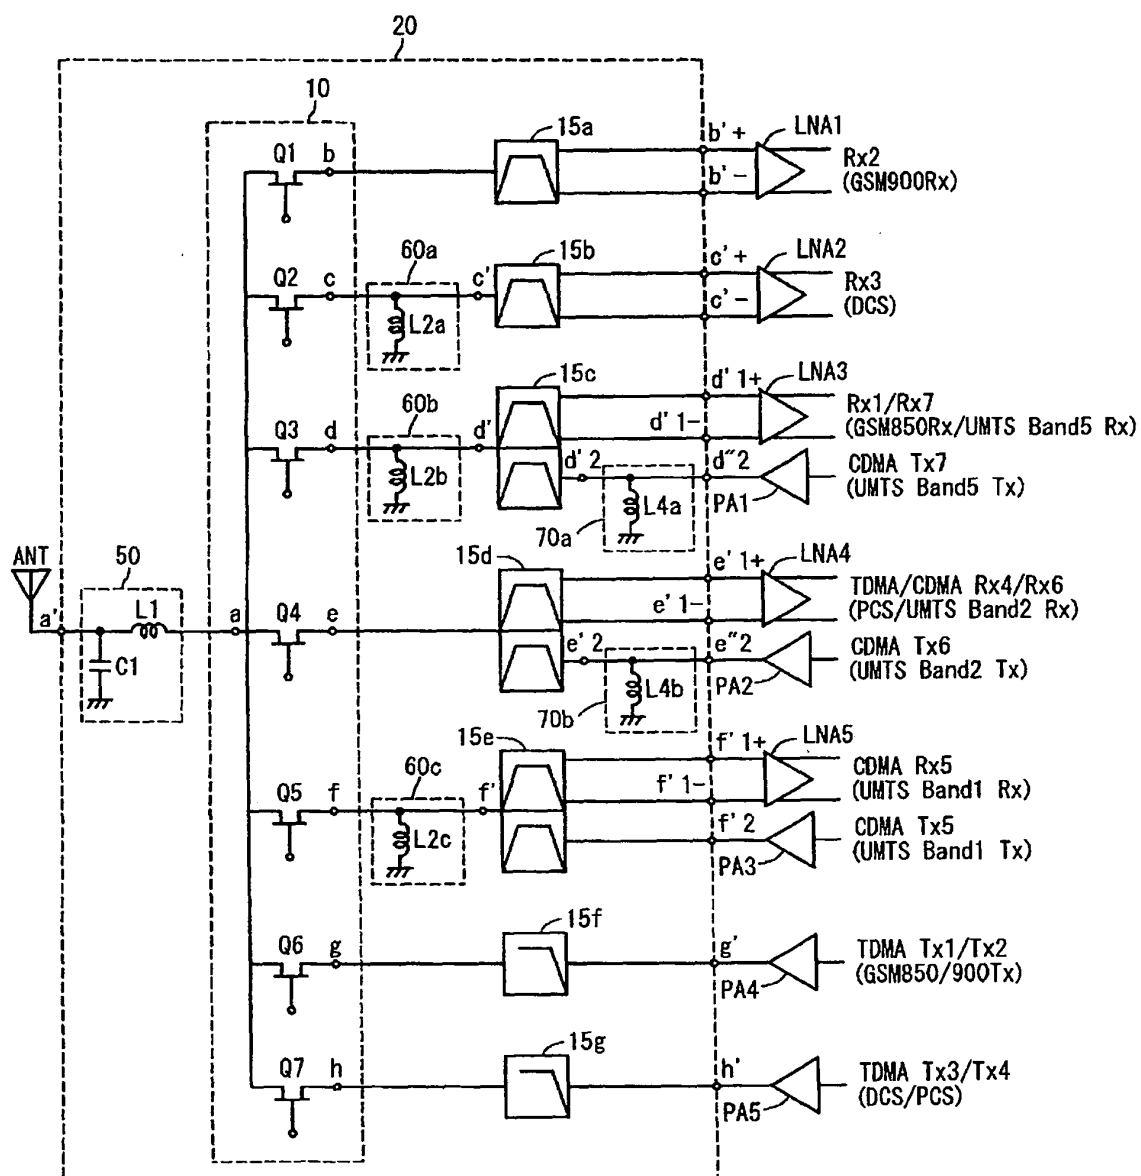 20
10
15a
b'+
LNA1
Q1
b
Rx2
(GSM900Rx)
b'-
60a
15b
c'+
LNA2
Q2
c
c'
Rx3
(DCS)
L2a
c'-
15c
d'1+
LNA3
60b
Rx1/Rx7
(GSM850Rx/UMTS Band5 Rx)
Q3
d
d'
d'1-
d'2
d"2
CDMA Tx7
(UMTS Band5 Tx)
L2b
L4a
PA1
70a
ANT
50
15d
e'1+
LNA4
TDMA/CDMA Rx4/Rx6
(PCS/UMTS Band2 Rx)
a'
L1
a
Q4
e
e'1-
e'2
e"2
CDMA Tx6
(UMTS Band2 Tx)
C1
L4b
PA2
70b
15e
f'1+
LNA5
60c
CDMA Rx5
(UMTS Band1 Rx)
Q5
f
f'
f'1-
L2c
f'2
CDMA Tx5
(UMTS Band1 Tx)
PA3
15f
Q6
g
g'
TDMA Tx1/Tx2
(GSM850/900Tx)
PA4
15g
Q7
h
h'
TDMA Tx3/Tx4
(DCS/PCS)
PA5